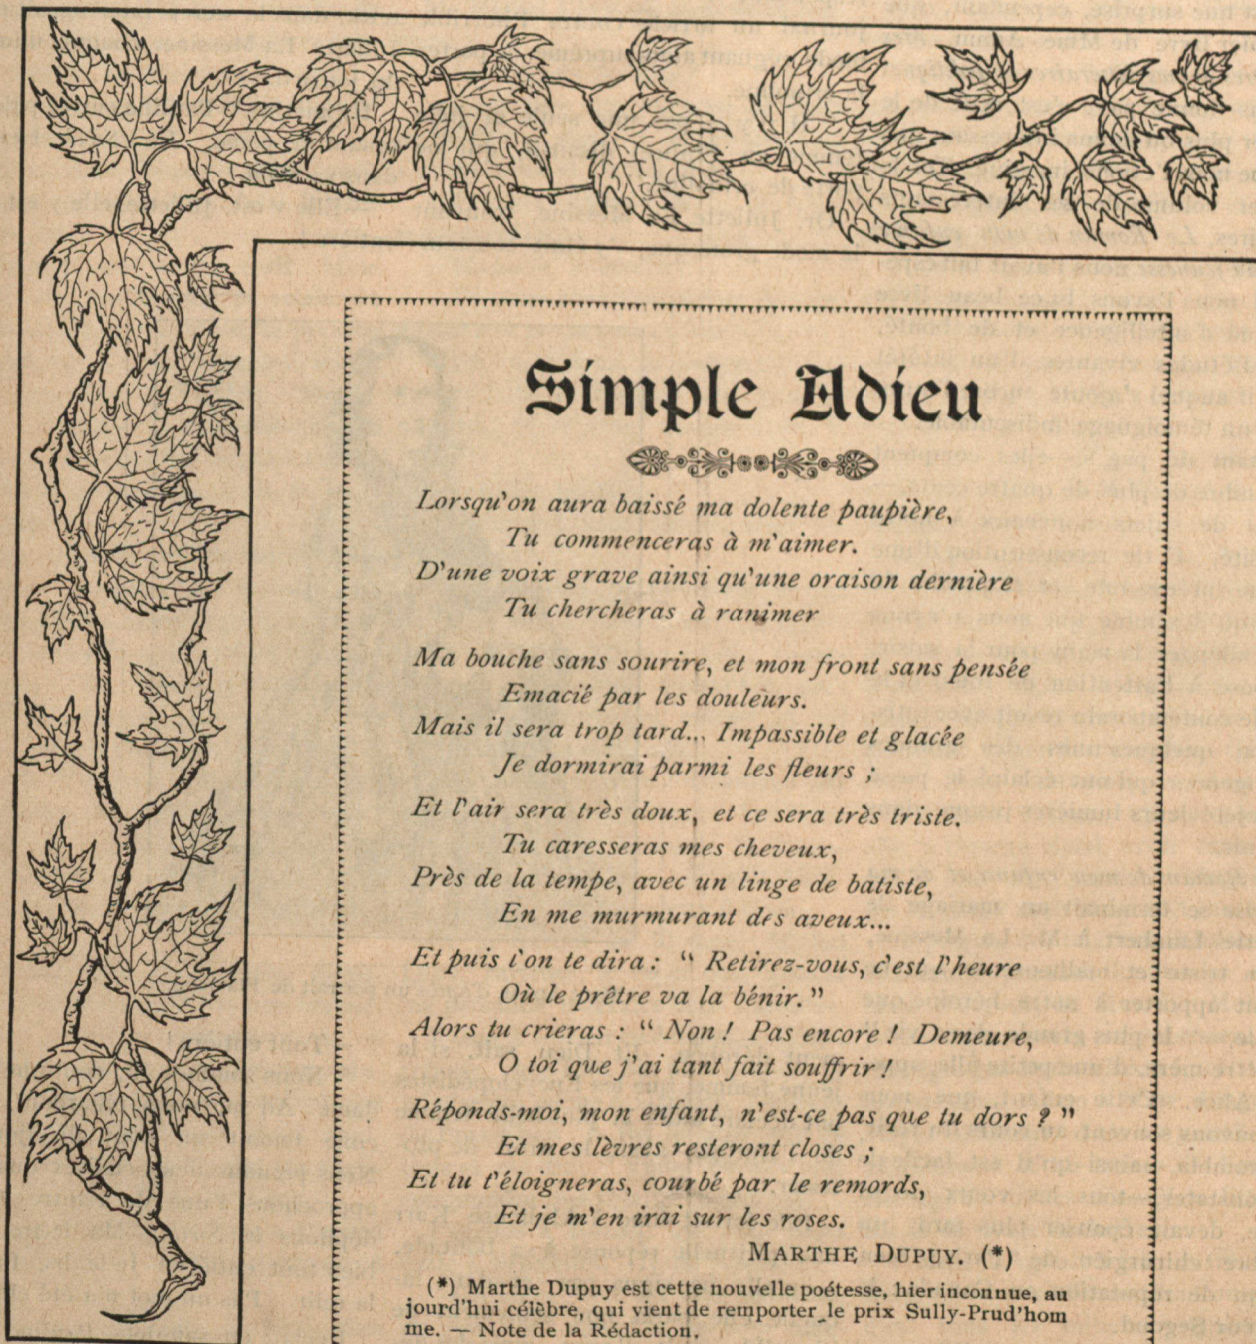 Simple Adieu
Lorsqu'on aura baissé ma dolente paupière,
Tu commenceras à m'aimer.
D'une voix grave ainsi qu'une oraison dernière
Tu chercheras à ranimer
Ma bouche sans sourire, et mon front sans pensée
Emacié par les douleurs.
Mais il sera trop tard... Impassible et glacée
Je dormirai parmi les fleurs ;
Et l'air sera très doux, et ce sera très triste.
Tu caresseras mes cheveux,
Près de la tempe, avec un linge de batiste,
En me murmurant des aveux...
Et puis l'on te dira : “ Retirez-vous, c'est l'heure
Où le prêtre va la bénir. ”
Alors tu crieras : “ Non ! Pas encore ! Demeure,
O toi que j'ai tant fait souffrir !
Réponds-moi, mon enfant, n'est-ce pas que tu dors ? ”
Et mes lèvres resteront closes ;
Et tu t'éloigneras, courbé par le remords,
Et je m'en irai sur les roses.
MARTHE DUPUY. (*)
(*) Marthe Dupuy est cette nouvelle poétesse, hier inconnue, au
jourd'hui célèbre, qui vient de remporter le prix Sully-Prud'hom
me. — Note de la Rédaction.